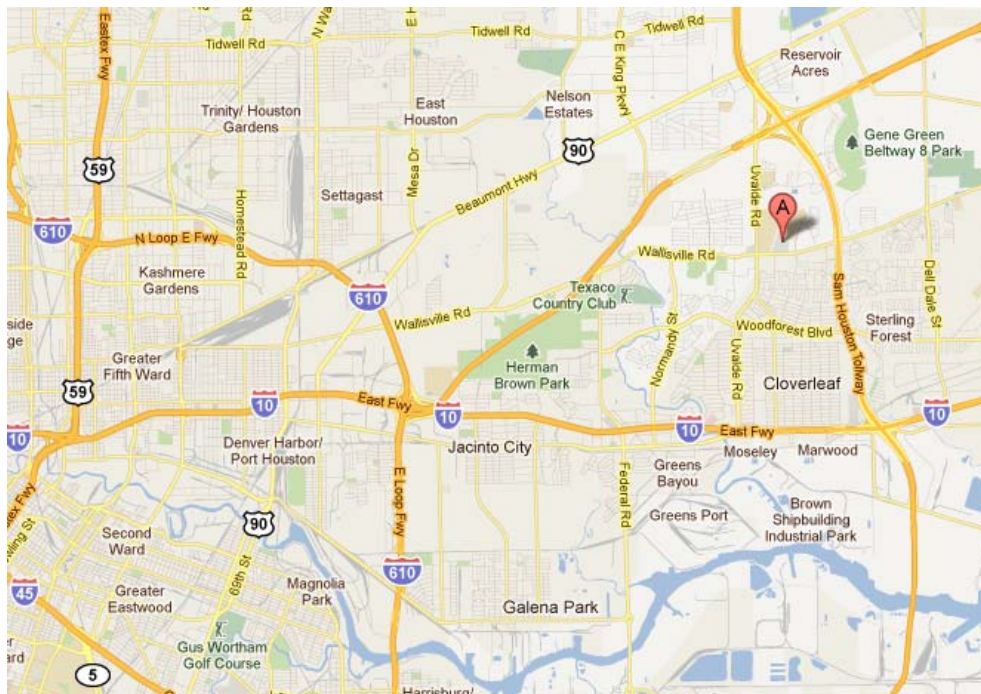 Eastex Fwy
Tidwell Rd
C E King Pkwy
Tidwell Rd
Reservoir
Acres
Trinity/ Houston
Gardens
East
Houston
Nelson
Estates
90
Gene Green
Beltway 8 Park
59
Mesa Dr
Settagast
Beaumont Hwy
Uvalde Rd
Homestead Rd
A
610
N Loop E Fwy
Wallisville Rd
Kashmere
Gardens
610
Texaco
Country Club
Sam Houston Tollway
Dell Dale St
Wallisville Rd
Normandy St
Woodforest Blvd
Sterling
Forest
Greater
Fifth Ward
Herman
Brown Park
Uvalde Rd
Cloverleaf
59
10
East Fwy
10
10
East Fwy
10
10
Denver Harbor/
Port Houston
Jacinto City
Moseley
Marwood
E Loop Fwy
Federal Rd
Greens
Bayou
Greens Port
Brown
Shipbuilding
Industrial Park
90
Second
Ward
69th St
610
Magnolia
Park
45
Greater
Eastwood
Galena Park
Gus Wortham
Golf Course
5
Harrisburg/